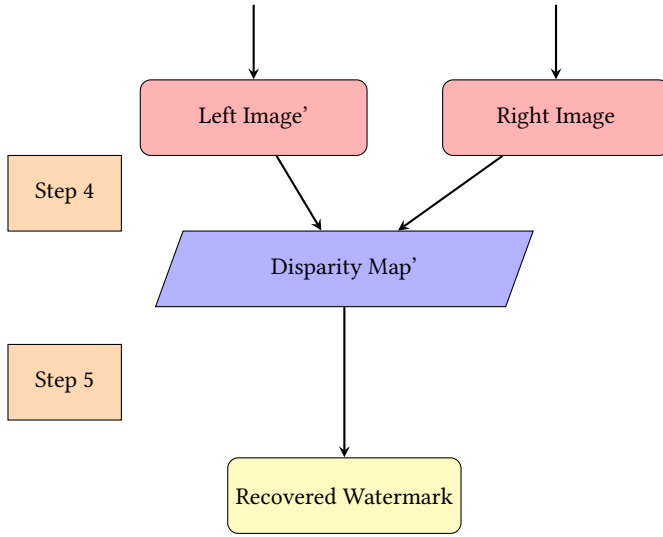 Left Image’
Right Image
Step 4
Disparity Map’
Step 5
Recovered Watermark